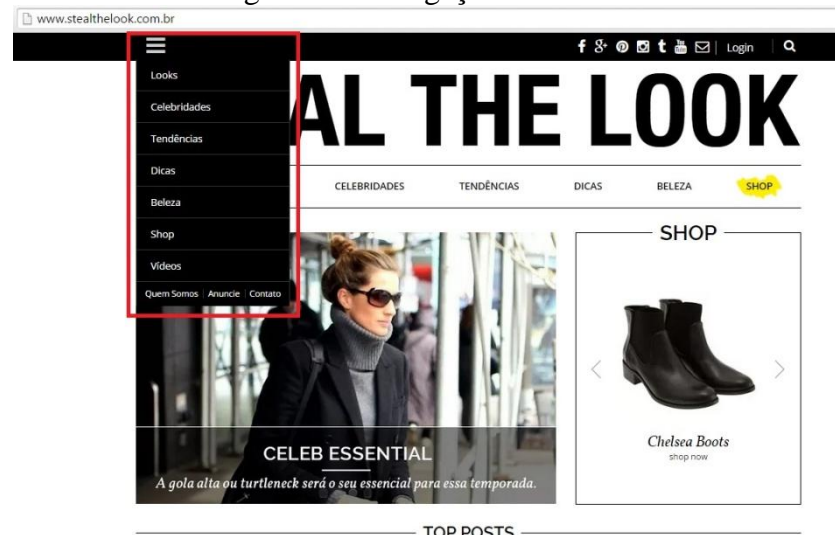 www.stealthelook.com.br
f g+ t You Tube Login
Looks
Celebridades
Tendências
Dicas
Beleza
Shop
Vídeos
Quem Somos Anuncie Contato
AL THE LOOK
CELEBRIDADES TENDÊNCIAS DICAS BELEZA SHOP
CELEB ESSENTIAL
A gola alta ou turtleneck será o seu essencial para essa temporada.
SHOP
Chelsea Boots
shop now
TOP POSTS